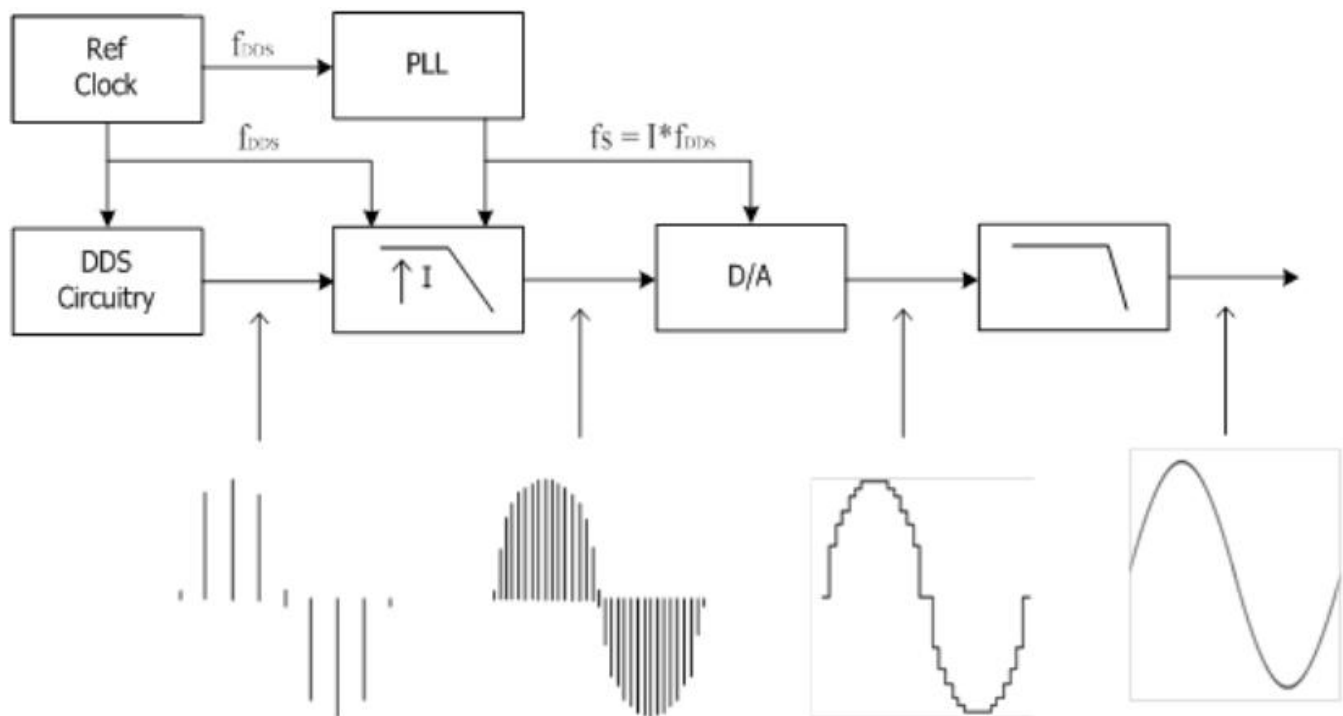 Ref
Clock
fDDS
PLL
fDDS
fs = I*fDDS
DDS
Circuitry
I
D/A